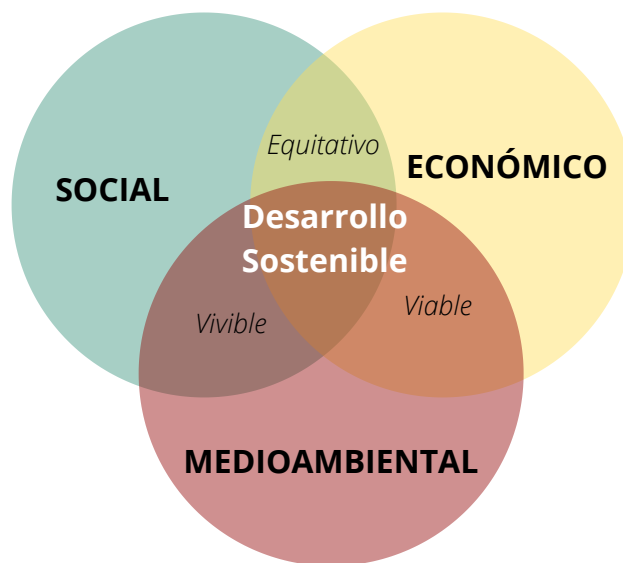 Equitativo
ECONÓMICO
SOCIAL
Desarrollo
Sostenible
Viable
Vivible
MEDIOAMBIENTAL